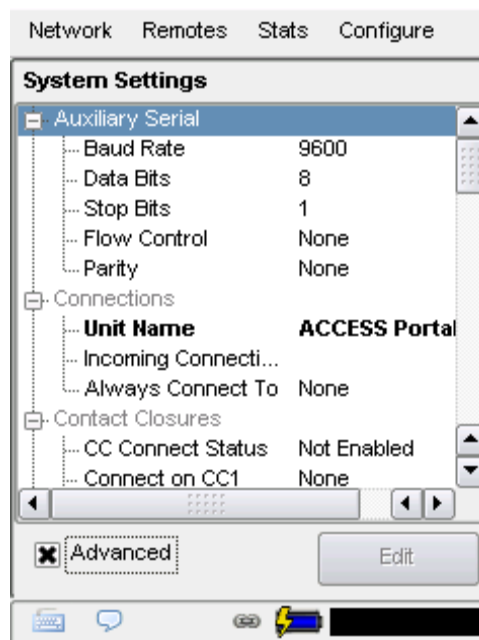 Network Remotes Stats Configure
System Settings
Auxiliary Serial
Baud Rate 9600
Data Bits 8
Stop Bits 1
Flow Control None
Parity None
Connections
Unit Name ACCESS Portal
Incoming Connecti...
Always Connect To None
Contact Closures
CC Connect Status Not Enabled
Connect on CC1 None
Advanced Edit